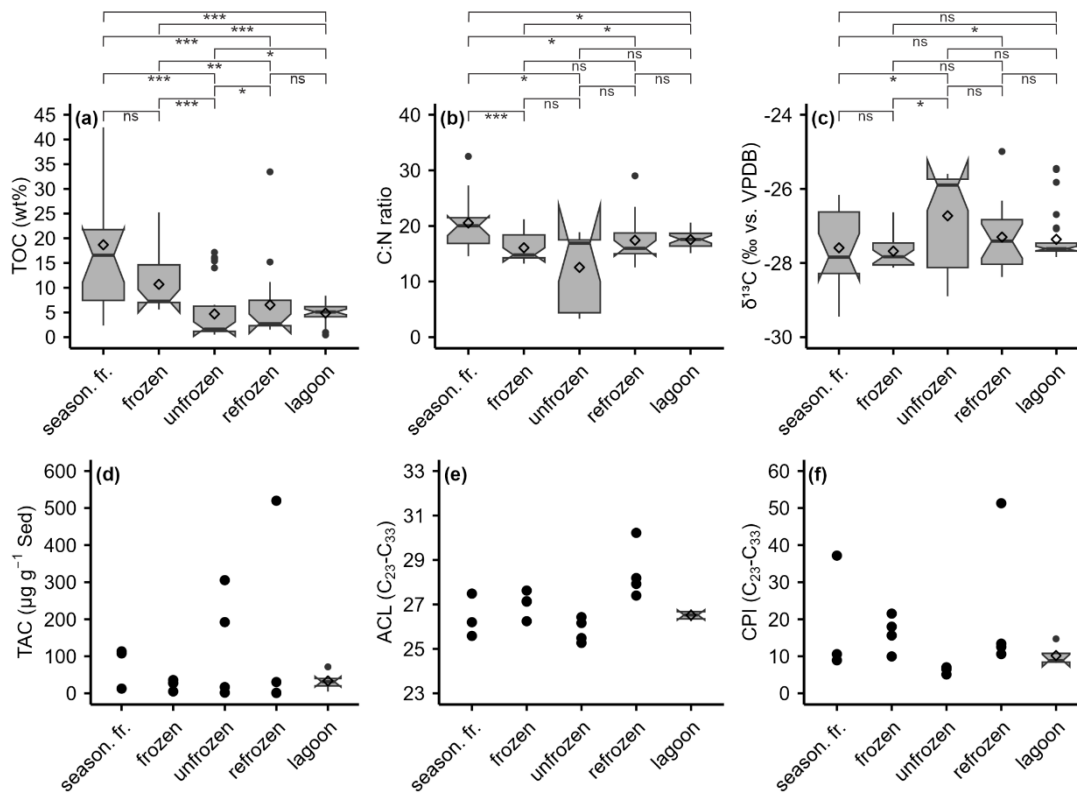 ***
***
***
*
**
***
ns
*
***
ns
(a)
TOC (wt%)
45
40
35
30
25
20
15
10
5
0
season. fr.
frozen
unfrozen
refrozen
lagoon
*
*
*
ns
ns
*
ns
ns
ns
***
(b)
C:N ratio
40
30
20
10
0
season. fr.
frozen
unfrozen
refrozen
lagoon
ns
*
ns
ns
ns
*
ns
ns
*
ns
(c)
δ¹³C (‰ vs. VPDB)
-24
-26
-28
-30
season. fr.
frozen
unfrozen
refrozen
lagoon
(d)
TAC (µg g⁻¹ Sed)
600
500
400
300
200
100
0
season. fr.
frozen
unfrozen
refrozen
lagoon
(e)
ACL (C₂₃-C₃₃)
33
31
29
27
25
23
season. fr.
frozen
unfrozen
refrozen
lagoon
(f)
CPI (C₂₃-C₃₃)
60
50
40
30
20
10
0
season. fr.
frozen
unfrozen
refrozen
lagoon